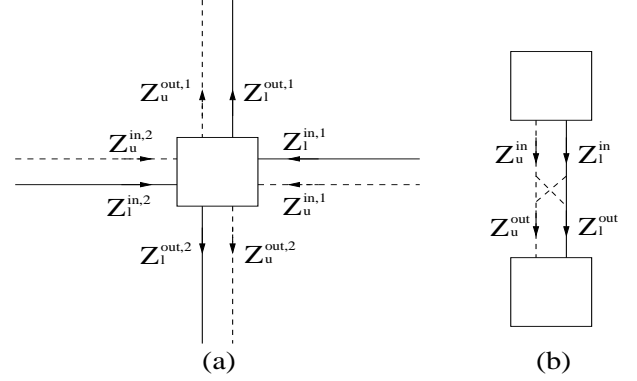 Z_u^{out,1} Z_l^{out,1}
Z_u^{in,2} Z_l^{in,1}
Z_l^{in,2} Z_u^{in,1}
Z_l^{out,2} Z_u^{out,2}
(a)
Z_u^{in} Z_l^{in}
Z_u^{out} Z_l^{out}
(b)